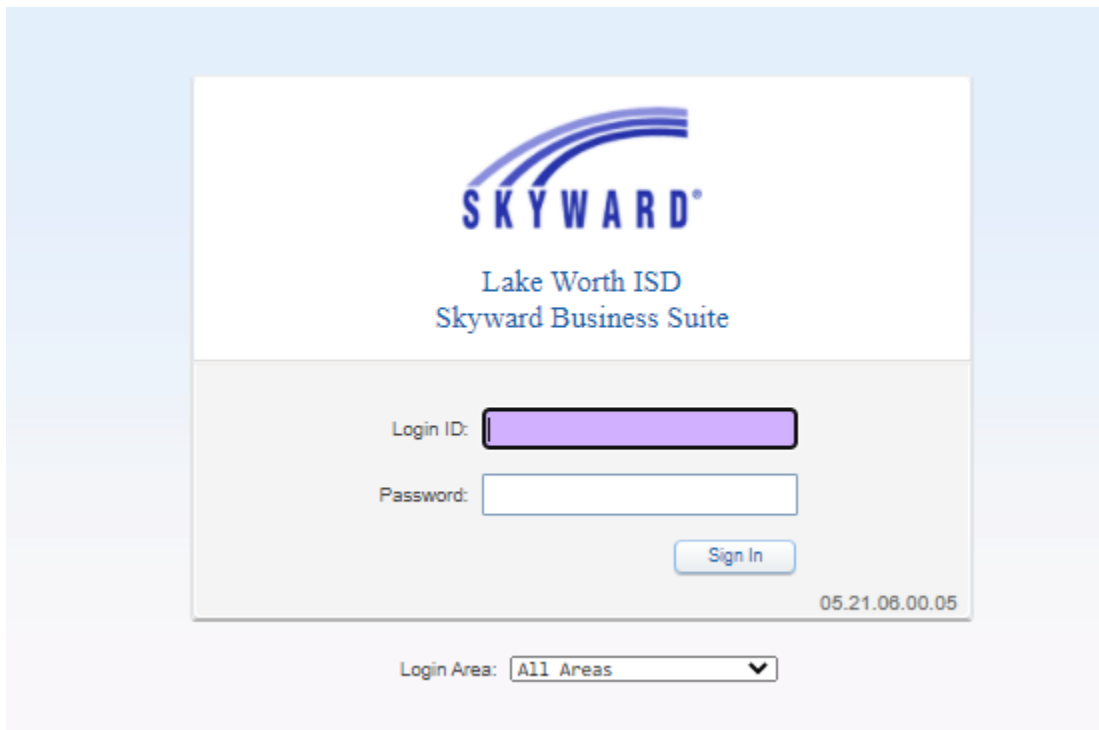 SKYWARD®
Lake Worth ISD
Skyward Business Suite
Login ID:
Password:
Sign In
05.21.06.00.05
Login Area: All Areas